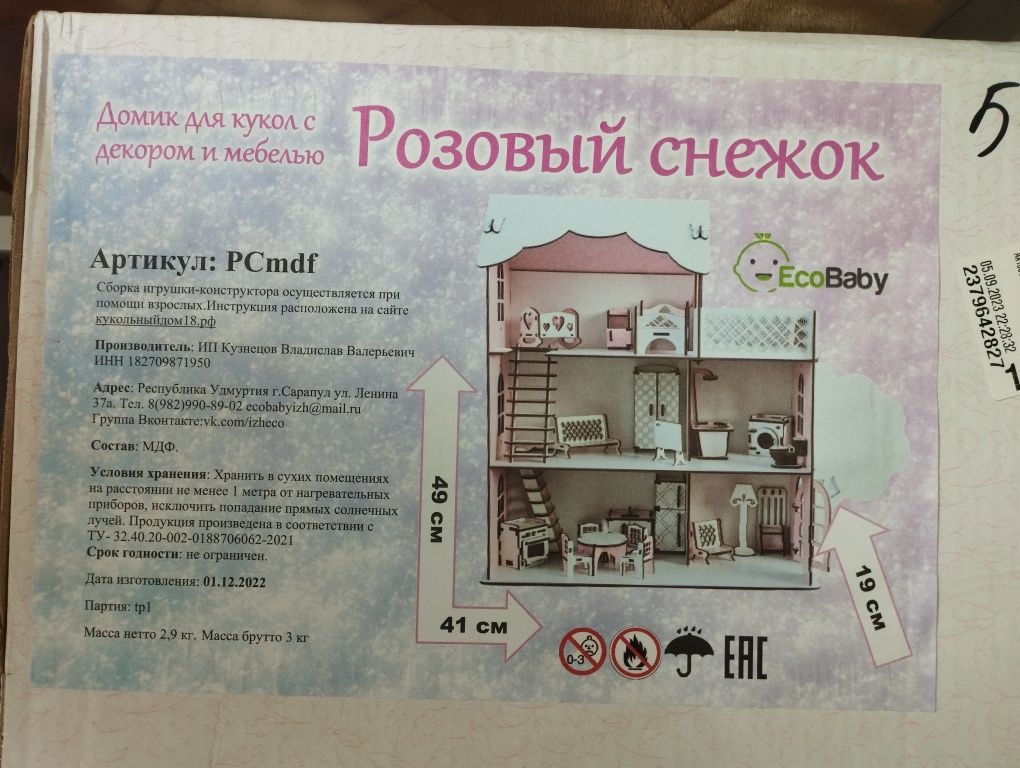 Домик для кукол с
декором и мебелью
Розовый снежок
Артикул: РСmdf
Сборка игрушки-конструктора осуществляется при
помощи взрослых.Инструкция расположена на сайте
кукольныйдом18.рф
Производитель: ИП Кузнецов Владислав Валерьевич
ИНН 182709871950
Адрес: Республика Удмуртия г.Сарапул ул. Ленина
37а. Тел. 8(982)990-89-02 ecobabyizh@mail.ru
Группа Вконтакте:vk.com/izheco
Состав: МДФ.
Условия хранения: Хранить в сухих помещениях
на расстоянии не менее 1 метра от нагревательных
приборов, исключить попадание прямых солнечных
лучей. Продукция произведена в соответствии с
ТУ- 32.40.20-002-0188706062-2021
Срок годности: не ограничен.
Дата изготовления: 01.12.2022
Партия: tp1
Масса нетто 2,9 кг. Масса брутто 3 кг
EcoBaby
49 см
41 см
19 см
0-3
EAC
5
05.09.2023 22:28:32
2379642827